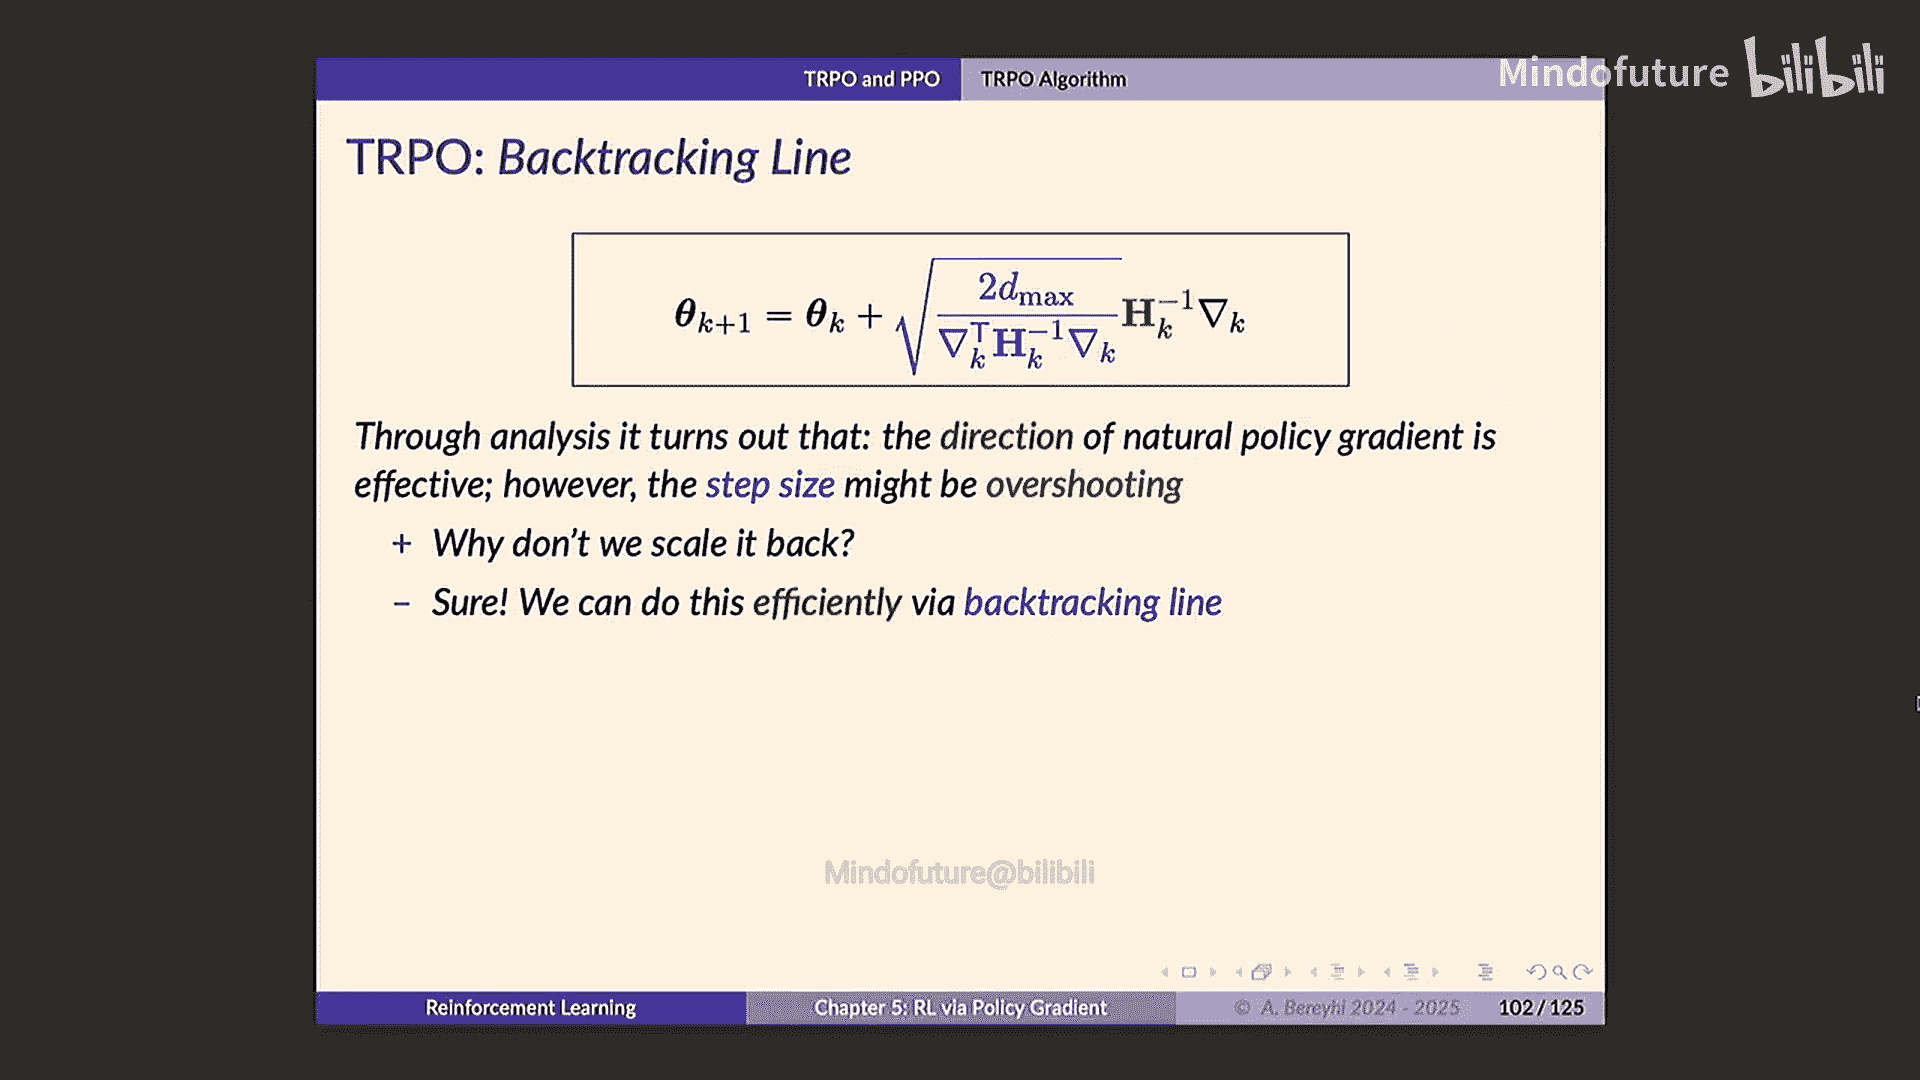 Mindofuture bilibili
TRPO and PPO TRPO Algorithm
TRPO: Backtracking Line
θ_{k+1} = θ_k + √(2d_max / (∇_k^T H_k^{-1} ∇_k)) H_k^{-1} ∇_k
Through analysis it turns out that: the direction of natural policy gradient is
effective; however, the step size might be overshooting
+ Why don't we scale it back?
– Sure! We can do this efficiently via backtracking line
Mindofuture@bilibili
Reinforcement Learning Chapter 5: RL via Policy Gradient © A. Bereyhi 2024 - 2025 102 / 125